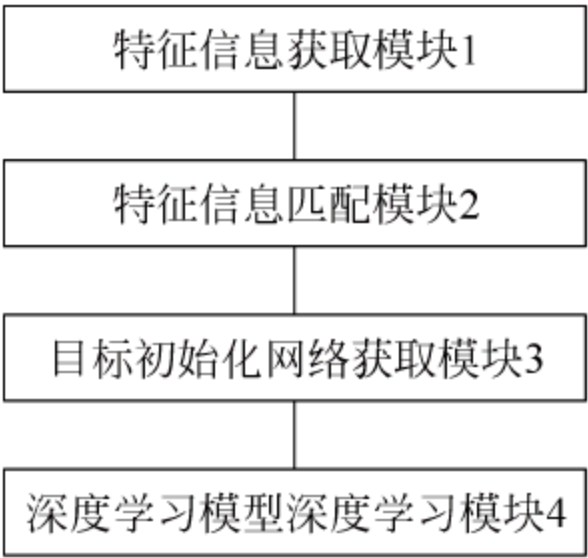 特征信息获取模块1
特征信息匹配模块2
目标初始化网络获取模块3
深度学习模型深度学习模块4